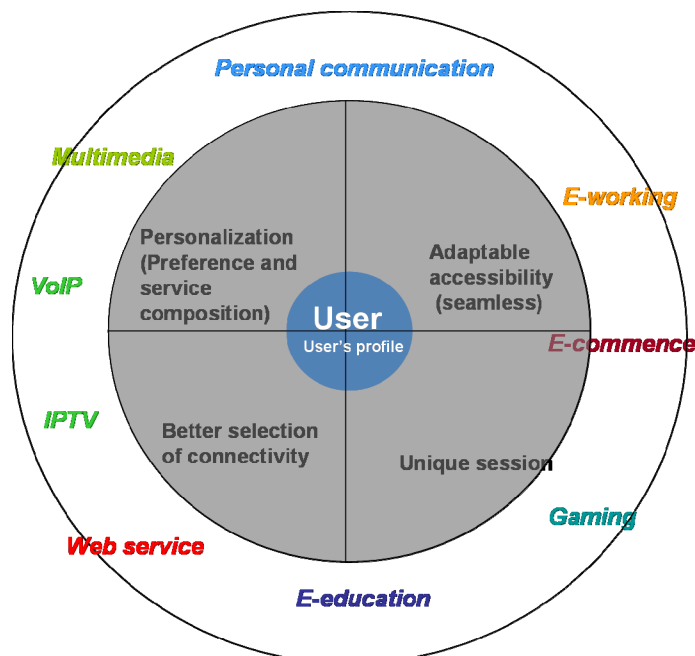 Personal communication
Multimedia
E-working
Personalization
(Preference and
service
composition)
Adaptable
accessibility
(seamless)
VoIP
User
User's profile
E-commence
IPTV
Better selection
of connectivity
Unique session
Gaming
Web service
E-education